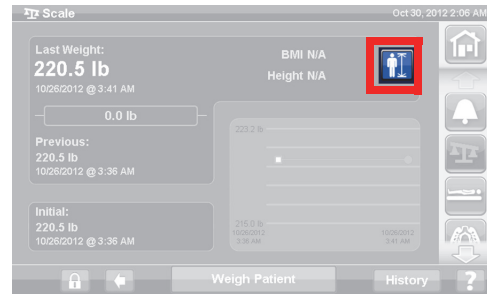 Scale
Oct 30, 2012 2:06 AM
Last Weight:
220.5 lb
10/26/2012 @ 3:41 AM
BMI N/A
Height N/A
0.0 lb
Previous:
220.5 lb
10/26/2012 @ 3:36 AM
Initial:
220.5 lb
10/26/2012 @ 3:36 AM
223.2 lb
215.0 lb
10/26/2012
3:36 AM
10/26/2012
3:41 AM
Weigh Patient
History
?